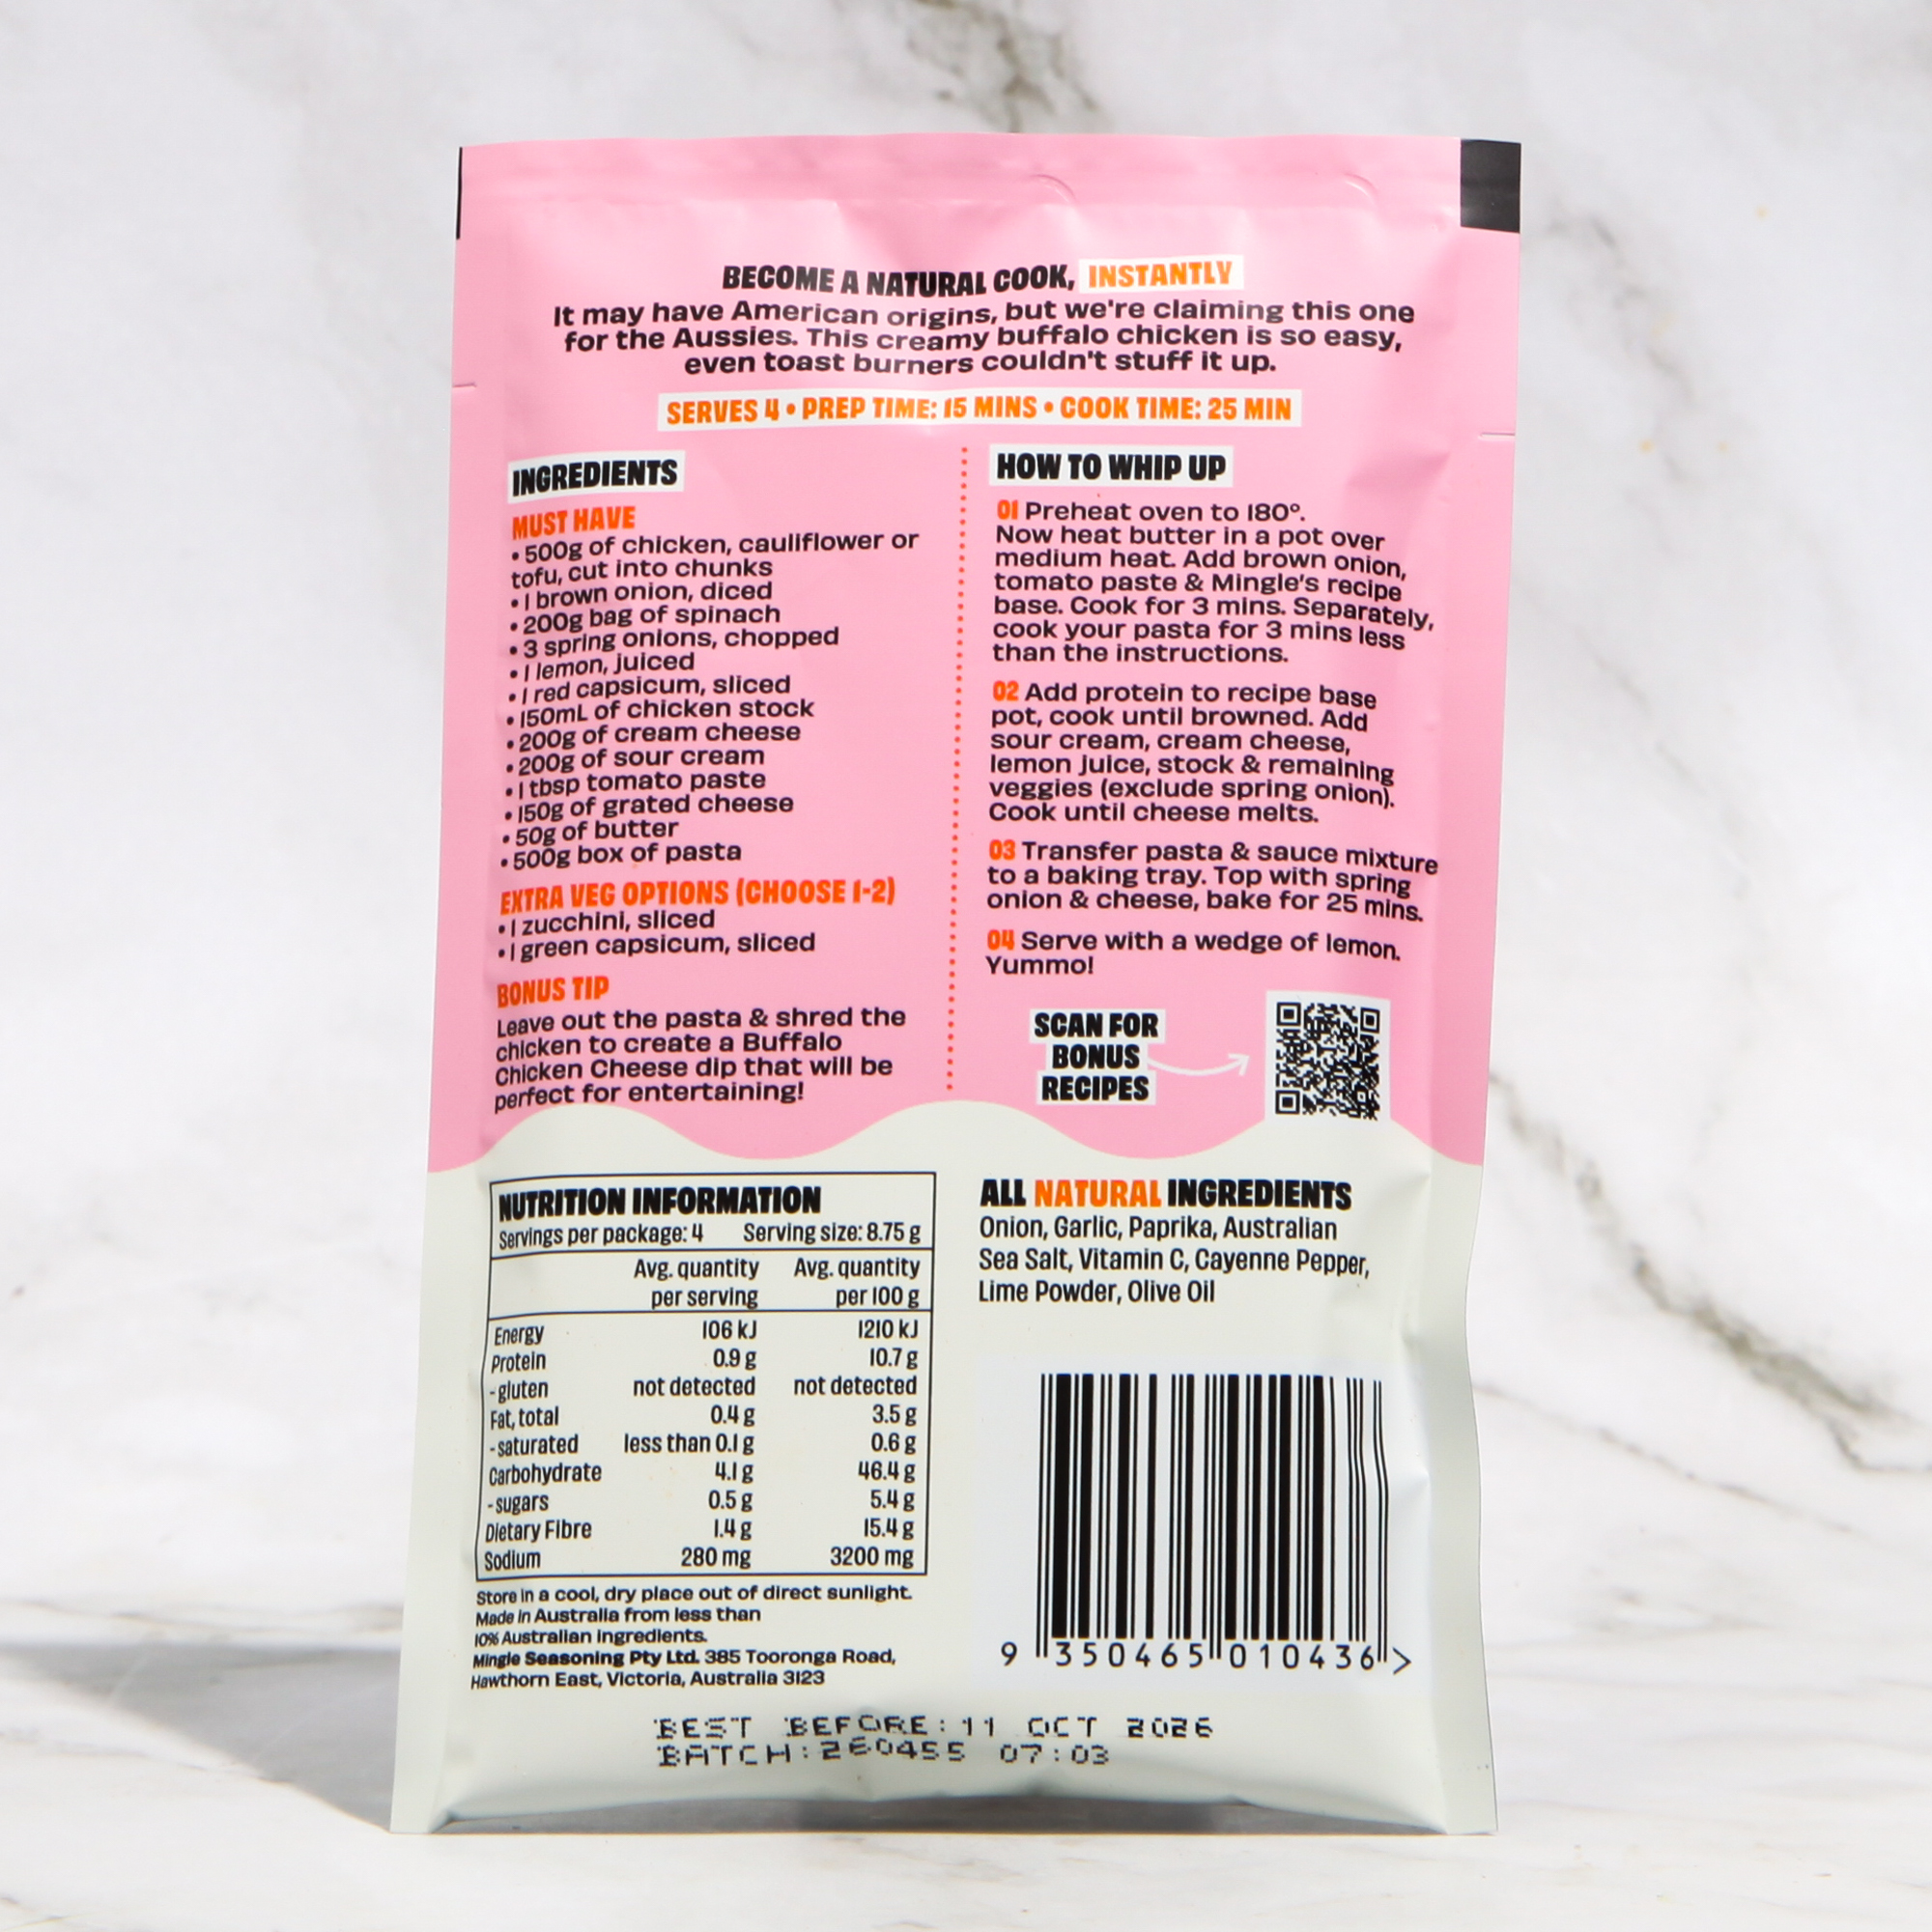 BECOME A NATURAL COOK, INSTANTLY
It may have American origins, but we're claiming this one
for the Aussies. This creamy buffalo chicken is so easy,
even toast burners couldn't stuff it up.
SERVES 4 • PREP TIME: 15 MINS • COOK TIME: 25 MIN
INGREDIENTS
MUST HAVE
• 500g of chicken, cauliflower or
tofu, cut into chunks
• 1 brown onion, diced
• 200g bag of spinach
• 3 spring onions, chopped
• 1 lemon, juiced
• 1 red capsicum, sliced
• 150mL of chicken stock
• 200g of cream cheese
• 200g of sour cream
• 1 tbsp tomato paste
• 150g of grated cheese
• 50g of butter
• 500g box of pasta
EXTRA VEG OPTIONS (CHOOSE 1-2)
• 1 zucchini, sliced
• 1 green capsicum, sliced
BONUS TIP
Leave out the pasta & shred the
chicken to create a Buffalo
Chicken Cheese dip that will be
perfect for entertaining!
HOW TO WHIP UP
01 Preheat oven to 180°.
Now heat butter in a pot over
medium heat. Add brown onion,
tomato paste & Mingle's recipe
base. Cook for 3 mins. Separately,
cook your pasta for 3 mins less
than the instructions.
02 Add protein to recipe base
pot, cook until browned. Add
sour cream, cream cheese,
lemon juice, stock & remaining
veggies (exclude spring onion).
Cook until cheese melts.
03 Transfer pasta & sauce mixture
to a baking tray. Top with spring
onion & cheese, bake for 25 mins.
04 Serve with a wedge of lemon.
Yummo!
SCAN FOR
BONUS
RECIPES
NUTRITION INFORMATION
Servings per package: 4 Serving size: 8.75 g
Avg. quantity Avg. quantity
per serving per 100 g
Energy 106 kJ 1210 kJ
Protein 0.9 g 10.7 g
- gluten not detected not detected
Fat, total 0.4 g 3.5 g
- saturated less than 0.1 g 0.6 g
Carbohydrate 4.1 g 46.4 g
- sugars 0.5 g 5.4 g
Dietary Fibre 1.4 g 15.4 g
Sodium 280 mg 3200 mg
Store in a cool, dry place out of direct sunlight.
Made in Australia from less than
10% Australian ingredients.
Mingle Seasoning Pty Ltd. 385 Tooronga Road,
Hawthorn East, Victoria, Australia 3123
ALL NATURAL INGREDIENTS
Onion, Garlic, Paprika, Australian
Sea Salt, Vitamin C, Cayenne Pepper,
Lime Powder, Olive Oil
9 350465 010436 >
BEST BEFORE: 11 OCT 2026
BATCH: 260455 07:03